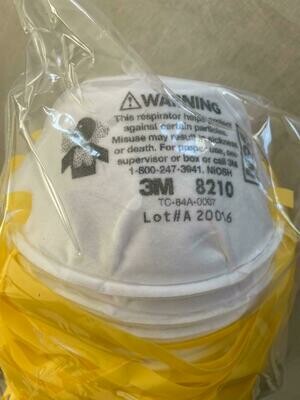 WARNING
This respirator helps protect
against certain particles.
Misuse may result in sickness
or death. For proper use, see
supervisor or box or call 3M
1-800-247-3941. NIOSH
3M 8210
TC-84A-0007
Lot#A 20016